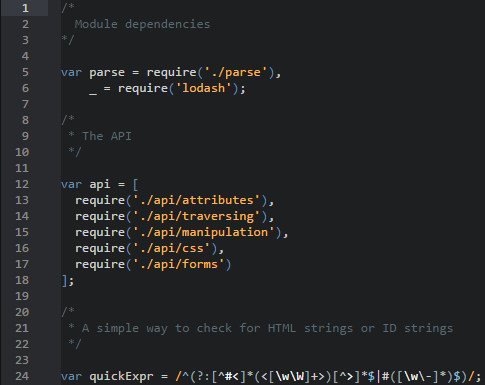 1 /*
2   Module dependencies
3 */
4
5 var parse = require('./parse'),
6     _ = require('lodash');
7
8 /*
9  * The API
10  */
11
12 var api = [
13   require('./api/attributes'),
14   require('./api/traversing'),
15   require('./api/manipulation'),
16   require('./api/css'),
17   require('./api/forms')
18 ];
19
20 /*
21  * A simple way to check for HTML strings or ID strings
22  */
23
24 var quickExpr = /^(?:[^#<]*(<[\w\W]+>)[^>]*$|#([\w\-]*)$)/;